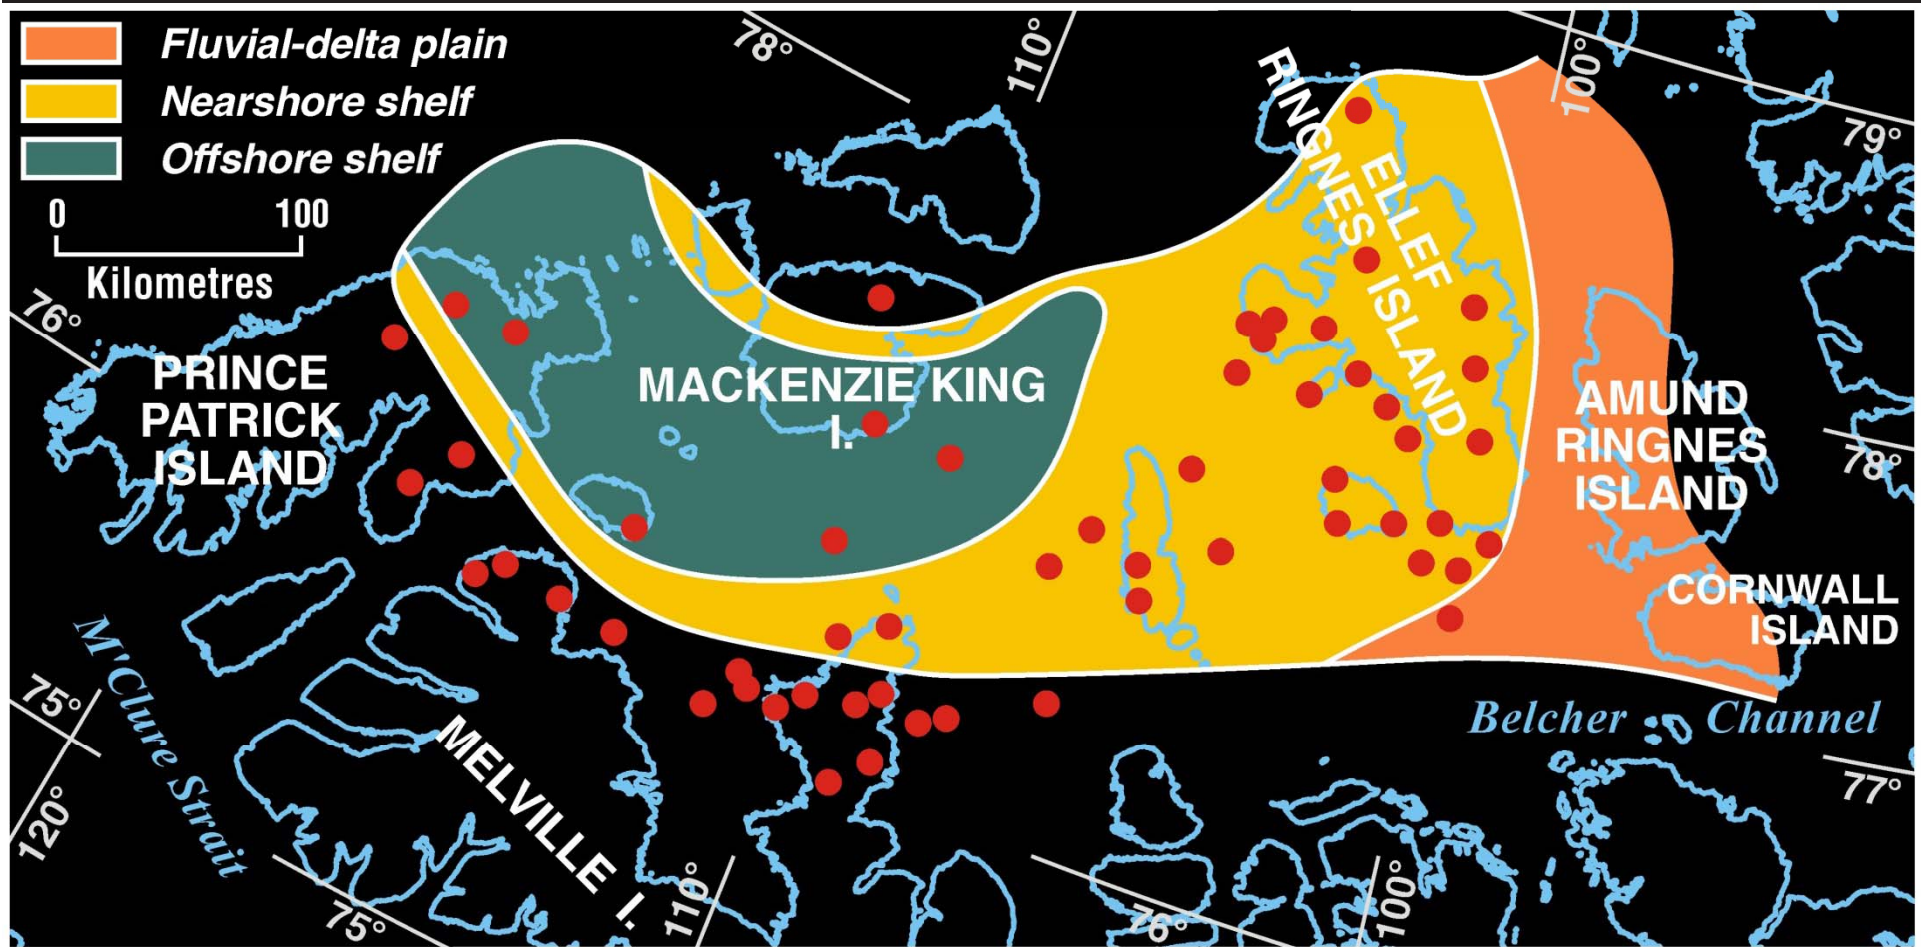 Fluvial-delta plain
Nearshore shelf
Offshore shelf
0 100
Kilometres
78°
110°
100°
79°
RINGNES ISLAND
ELLEF
76°
PRINCE
PATRICK
ISLAND
MACKENZIE KING
I.
AMUND
RINGNES
ISLAND
78°
CORNWALL
ISLAND
M'Clure Strait
75°
120°
MELVILLE I.
Belcher Channel
77°
75°
110°
76°
100°